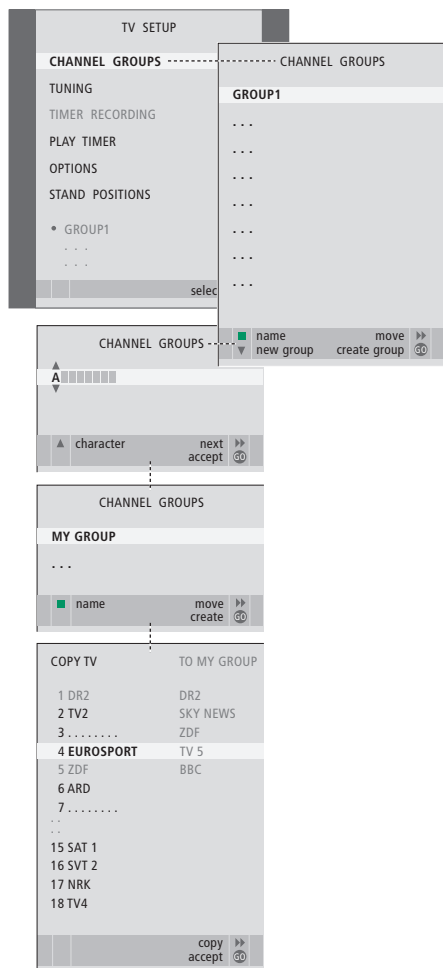 TV SETUP
CHANNEL GROUPS
TUNING
TIMER RECORDING
PLAY TIMER
OPTIONS
STAND POSITIONS
• GROUP1
. . .
. . .
selec
CHANNEL GROUPS
GROUP1
. . .
. . .
. . .
. . .
. . .
. . .
. . .
name move
new group create group GO
CHANNEL GROUPS
A
character next
accept GO
CHANNEL GROUPS
MY GROUP
. . .
name move
create GO
COPY TV TO MY GROUP
1 DR2 DR2
2 TV2 SKY NEWS
3 . . . . . . . . ZDF
4 EUROSPORT TV 5
5 ZDF BBC
6 ARD
7 . . . . . . . .
. .
. .
15 SAT 1
16 SVT 2
17 NRK
18 TV4
copy
accept GO